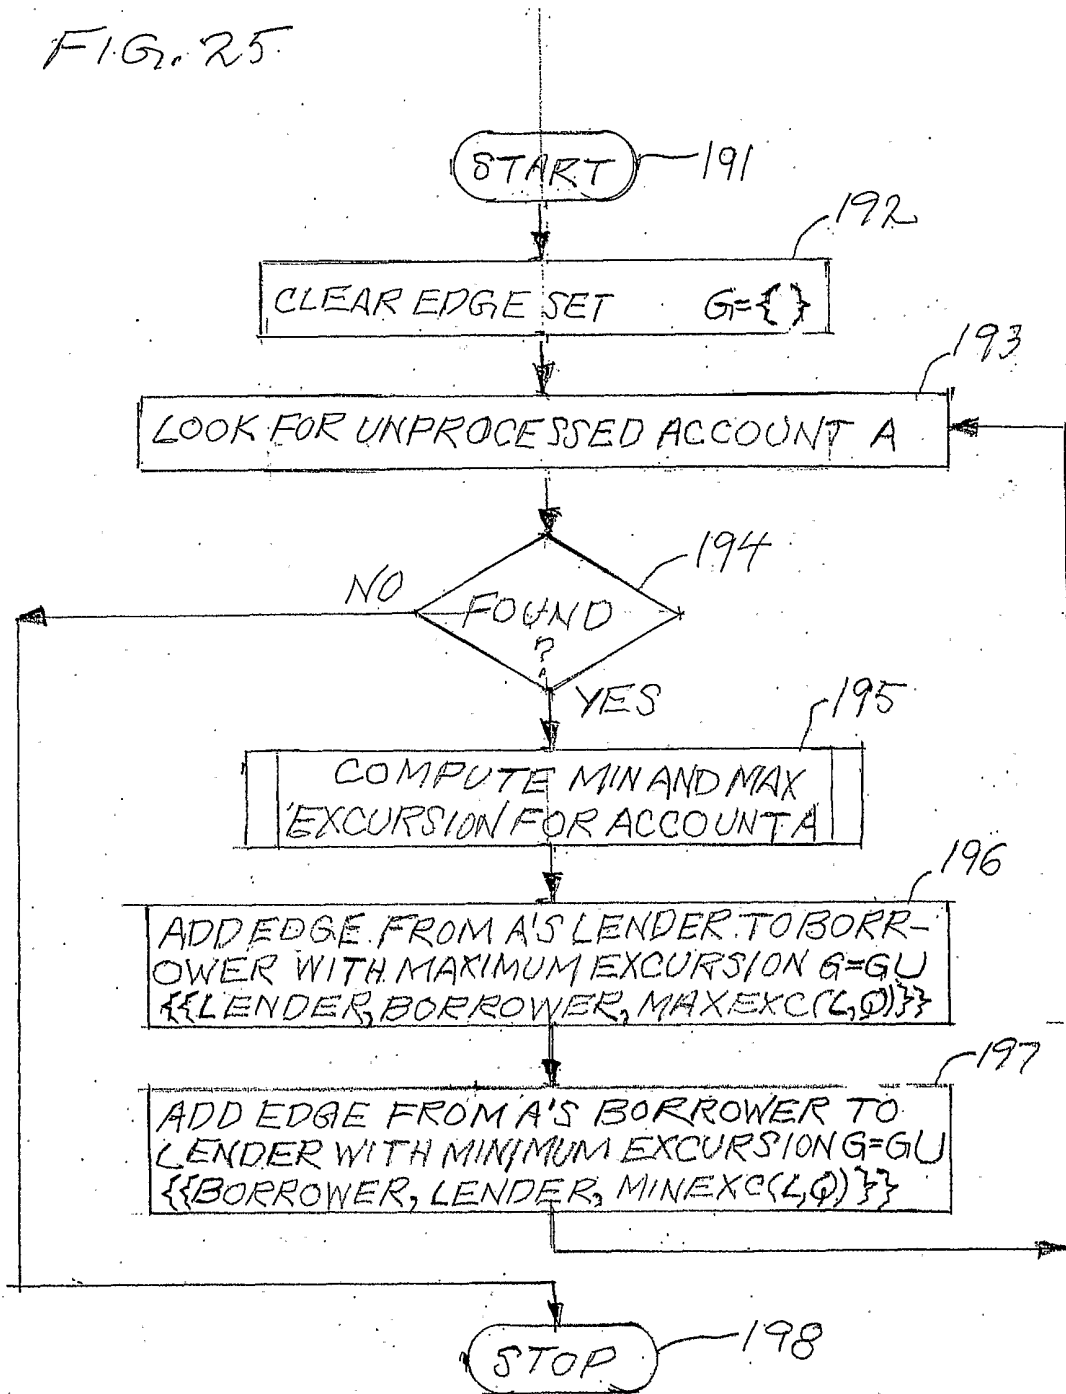 FIG. 25
START
191
192
CLEAR EDGE SET G={ }
193
LOOK FOR UNPROCESSED ACCOUNT A
194
NO
FOUND
?
YES
195
COMPUTE MIN AND MAX
EXCURSION FOR ACCOUNT A
196
ADD EDGE FROM A'S LENDER TO BORR-
OWER WITH MAXIMUM EXCURSION G=GU
{{LENDER, BORROWER, MAXEXC(L,Q)}}
197
ADD EDGE FROM A'S BORROWER TO
LENDER WITH MINIMUM EXCURSION G=GU
{{BORROWER, LENDER, MINEXC(L,Q)}}
STOP
198